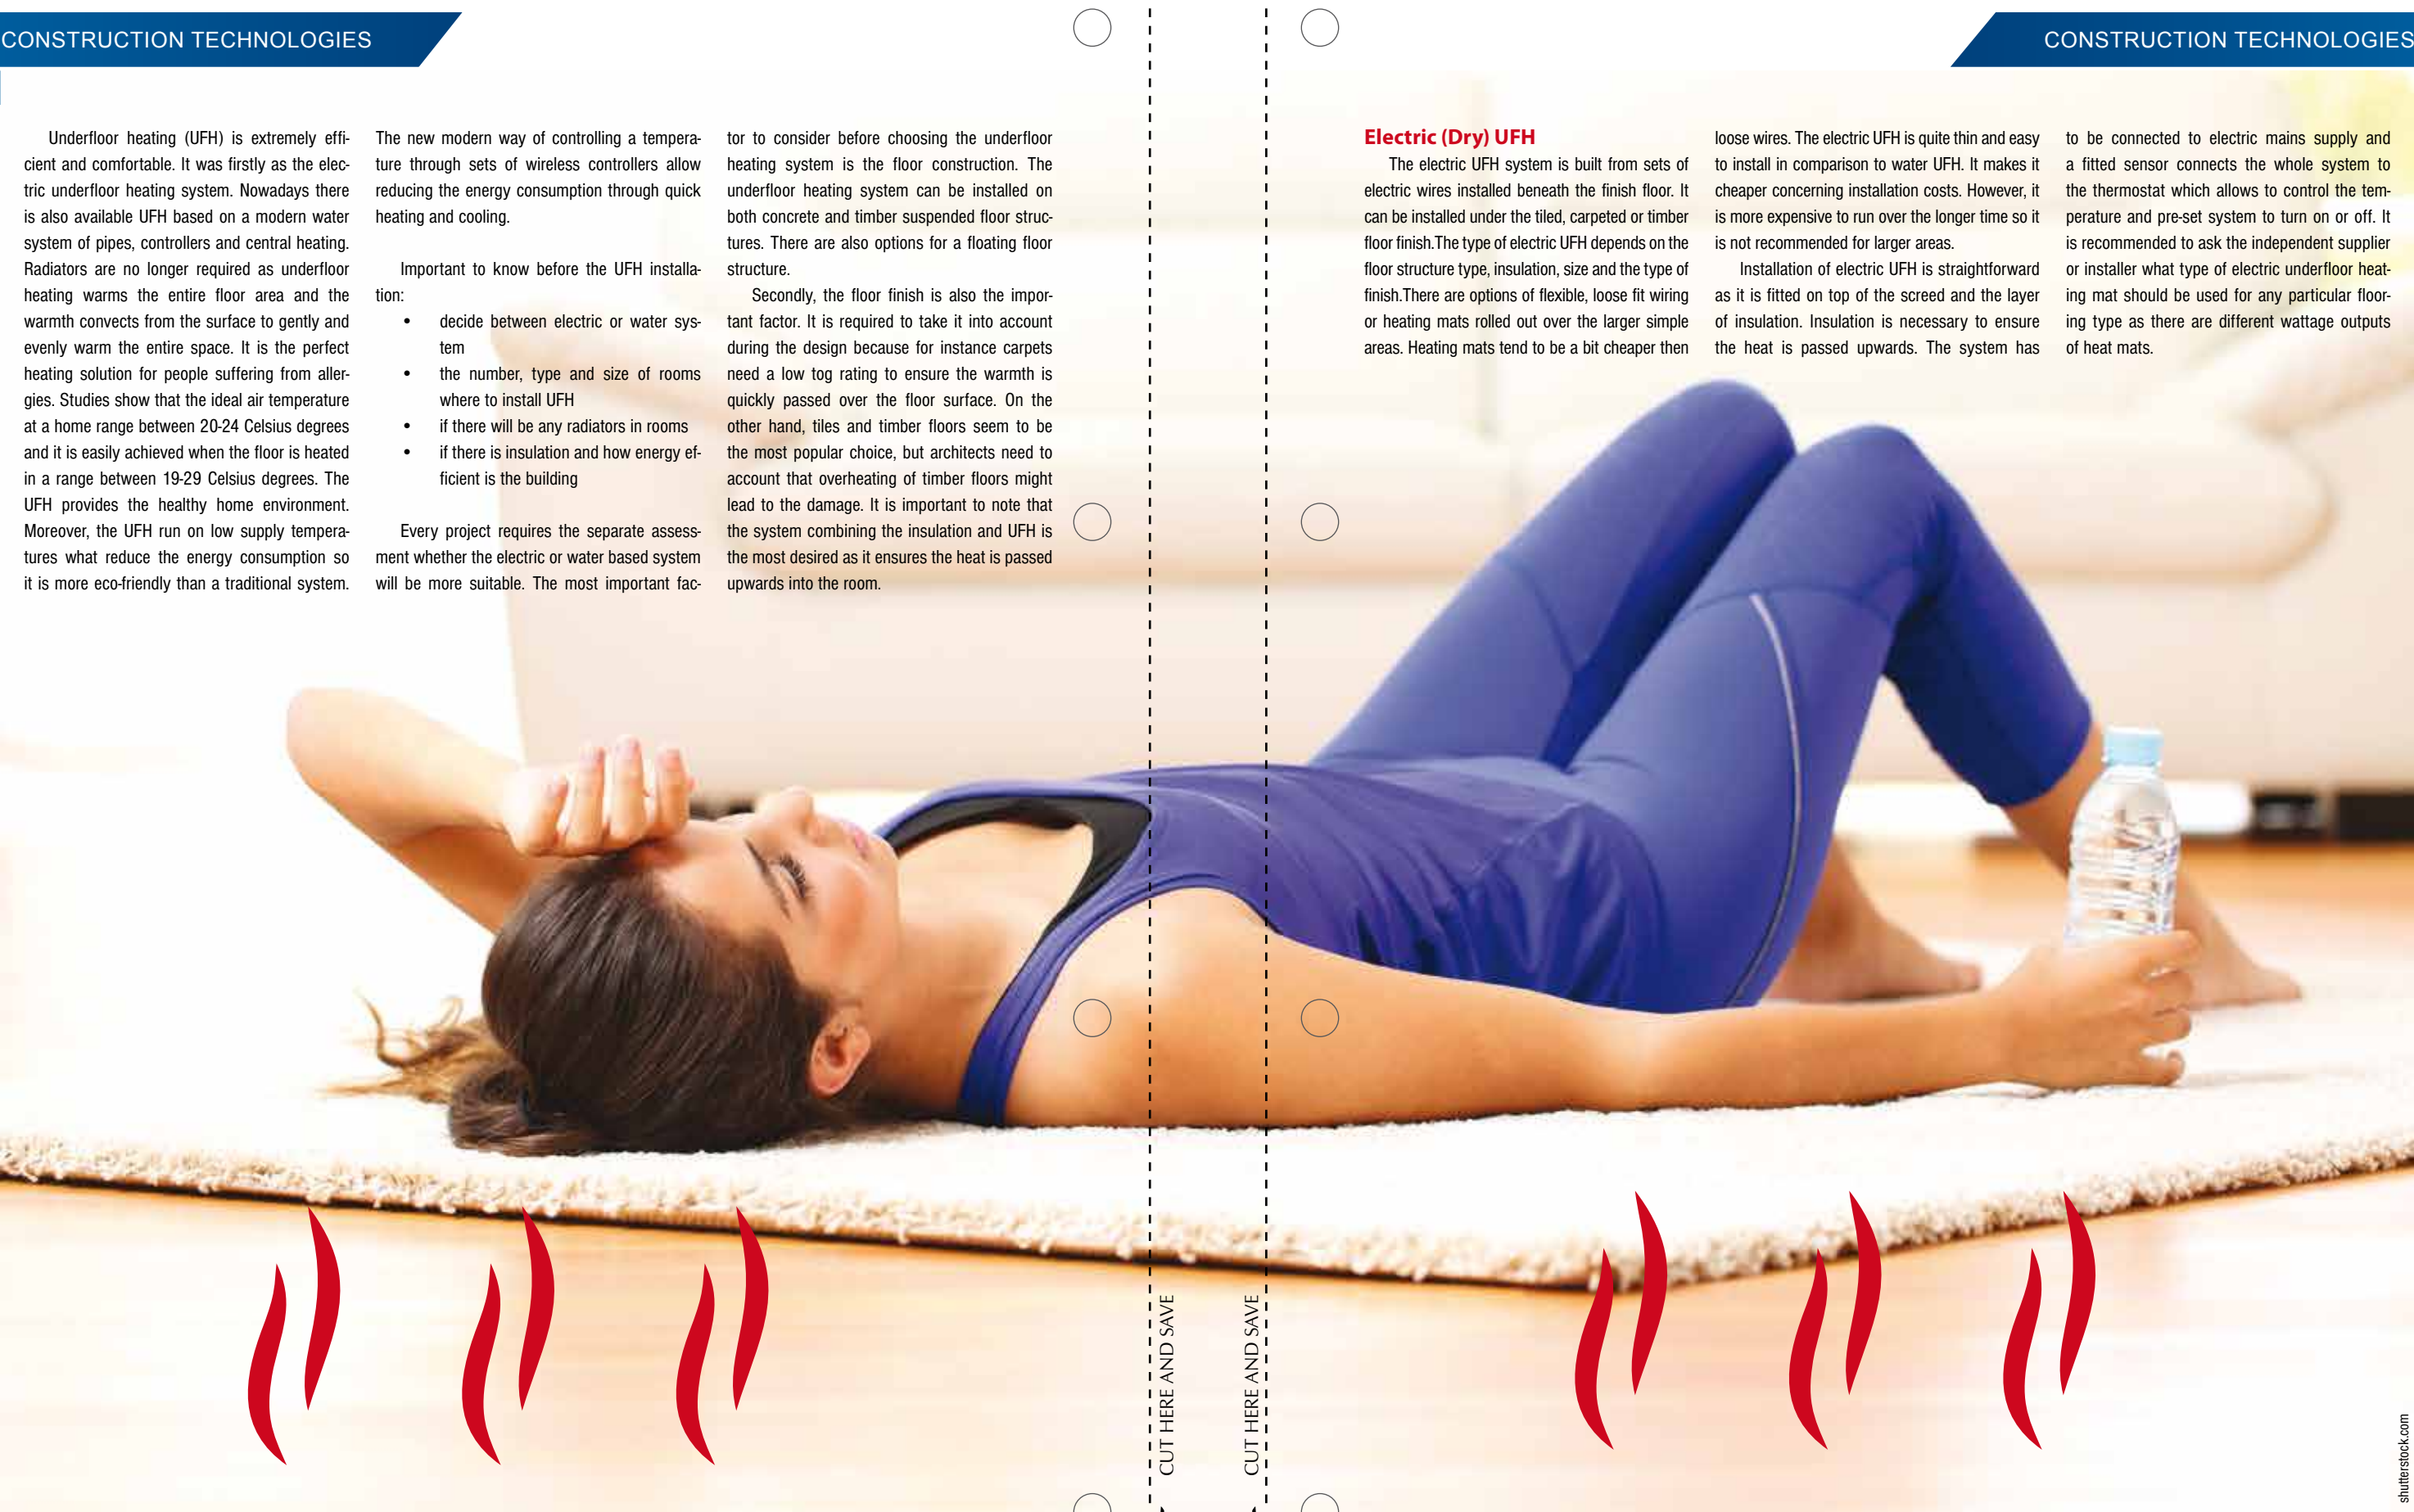 CONSTRUCTION TECHNOLOGIES
CONSTRUCTION TECHNOLOGIES
Underfloor heating (UFH) is extremely effi-
cient and comfortable. It was firstly as the elec-
tric underfloor heating system. Nowadays there
is also available UFH based on a modern water
system of pipes, controllers and central heating.
Radiators are no longer required as underfloor
heating warms the entire floor area and the
warmth convects from the surface to gently and
evenly warm the entire space. It is the perfect
heating solution for people suffering from aller-
gies. Studies show that the ideal air temperature
at a home range between 20-24 Celsius degrees
and it is easily achieved when the floor is heated
in a range between 19-29 Celsius degrees. The
UFH provides the healthy home environment.
Moreover, the UFH run on low supply tempera-
tures what reduce the energy consumption so
it is more eco-friendly than a traditional system.
The new modern way of controlling a tempera-
ture through sets of wireless controllers allow
reducing the energy consumption through quick
heating and cooling.
Important to know before the UFH installa-
tion:
• decide between electric or water sys-
tem
• the number, type and size of rooms
where to install UFH
• if there will be any radiators in rooms
• if there is insulation and how energy ef-
ficient is the building
Every project requires the separate assess-
ment whether the electric or water based system
will be more suitable. The most important fac-
tor to consider before choosing the underfloor
heating system is the floor construction. The
underfloor heating system can be installed on
both concrete and timber suspended floor struc-
tures. There are also options for a floating floor
structure.
Secondly, the floor finish is also the impor-
tant factor. It is required to take it into account
during the design because for instance carpets
need a low tog rating to ensure the warmth is
quickly passed over the floor surface. On the
other hand, tiles and timber floors seem to be
the most popular choice, but architects need to
account that overheating of timber floors might
lead to the damage. It is important to note that
the system combining the insulation and UFH is
the most desired as it ensures the heat is passed
upwards into the room.
Electric (Dry) UFH
The electric UFH system is built from sets of
electric wires installed beneath the finish floor. It
can be installed under the tiled, carpeted or timber
floor finish.The type of electric UFH depends on the
floor structure type, insulation, size and the type of
finish.There are options of flexible, loose fit wiring
or heating mats rolled out over the larger simple
areas. Heating mats tend to be a bit cheaper then
loose wires. The electric UFH is quite thin and easy
to install in comparison to water UFH. It makes it
cheaper concerning installation costs. However, it
is more expensive to run over the longer time so it
is not recommended for larger areas.
Installation of electric UFH is straightforward
as it is fitted on top of the screed and the layer
of insulation. Insulation is necessary to ensure
the heat is passed upwards. The system has
to be connected to electric mains supply and
a fitted sensor connects the whole system to
the thermostat which allows to control the tem-
perature and pre-set system to turn on or off. It
is recommended to ask the independent supplier
or installer what type of electric underfloor heat-
ing mat should be used for any particular floor-
ing type as there are different wattage outputs
of heat mats.
CUT HERE AND SAVE
CUT HERE AND SAVE
shutterstock.com